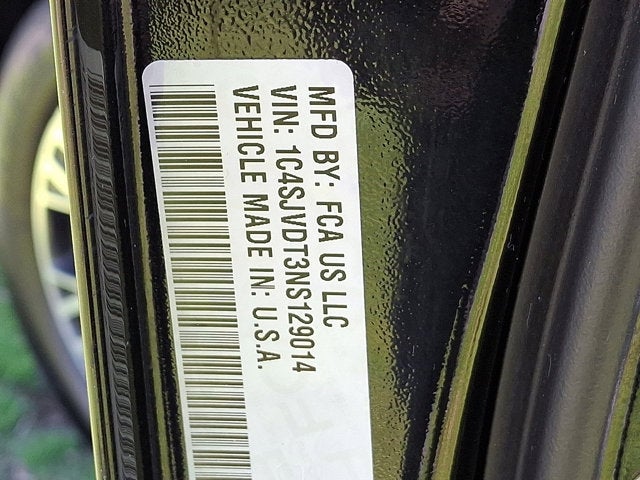 MFD BY: FCA US LLC
VIN: 1C4SJVDT3NS129014
VEHICLE MADE IN: U.S.A.